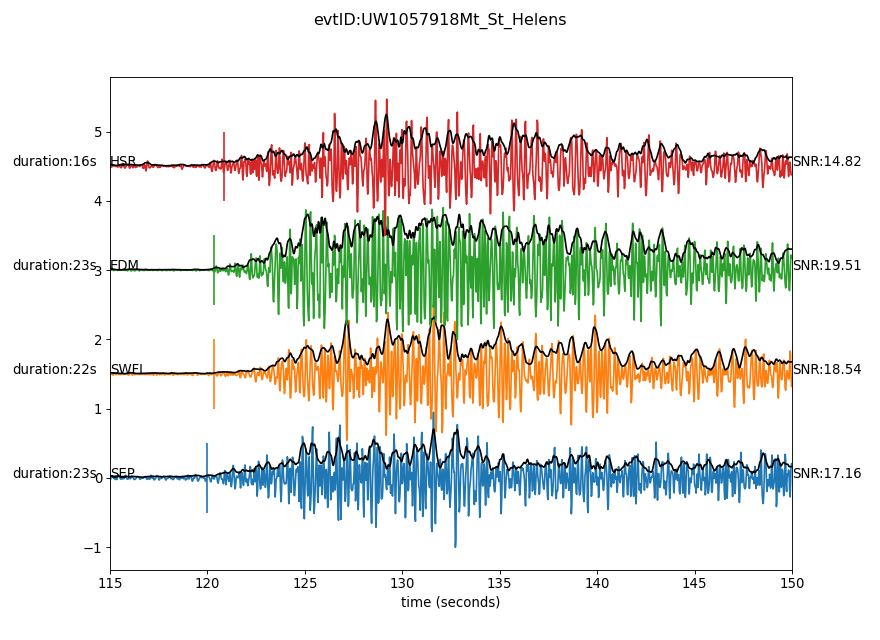 evtID:UW1057918Mt_St_Helens
5
duration:16s HSR SNR:14.82
4
duration:23s 3 EDM SNR:19.51
2
duration:22s SWFL SNR:18.54
1
duration:23s 0 SEP SNR:17.16
−1
115 120 125 130 135 140 145 150
time (seconds)